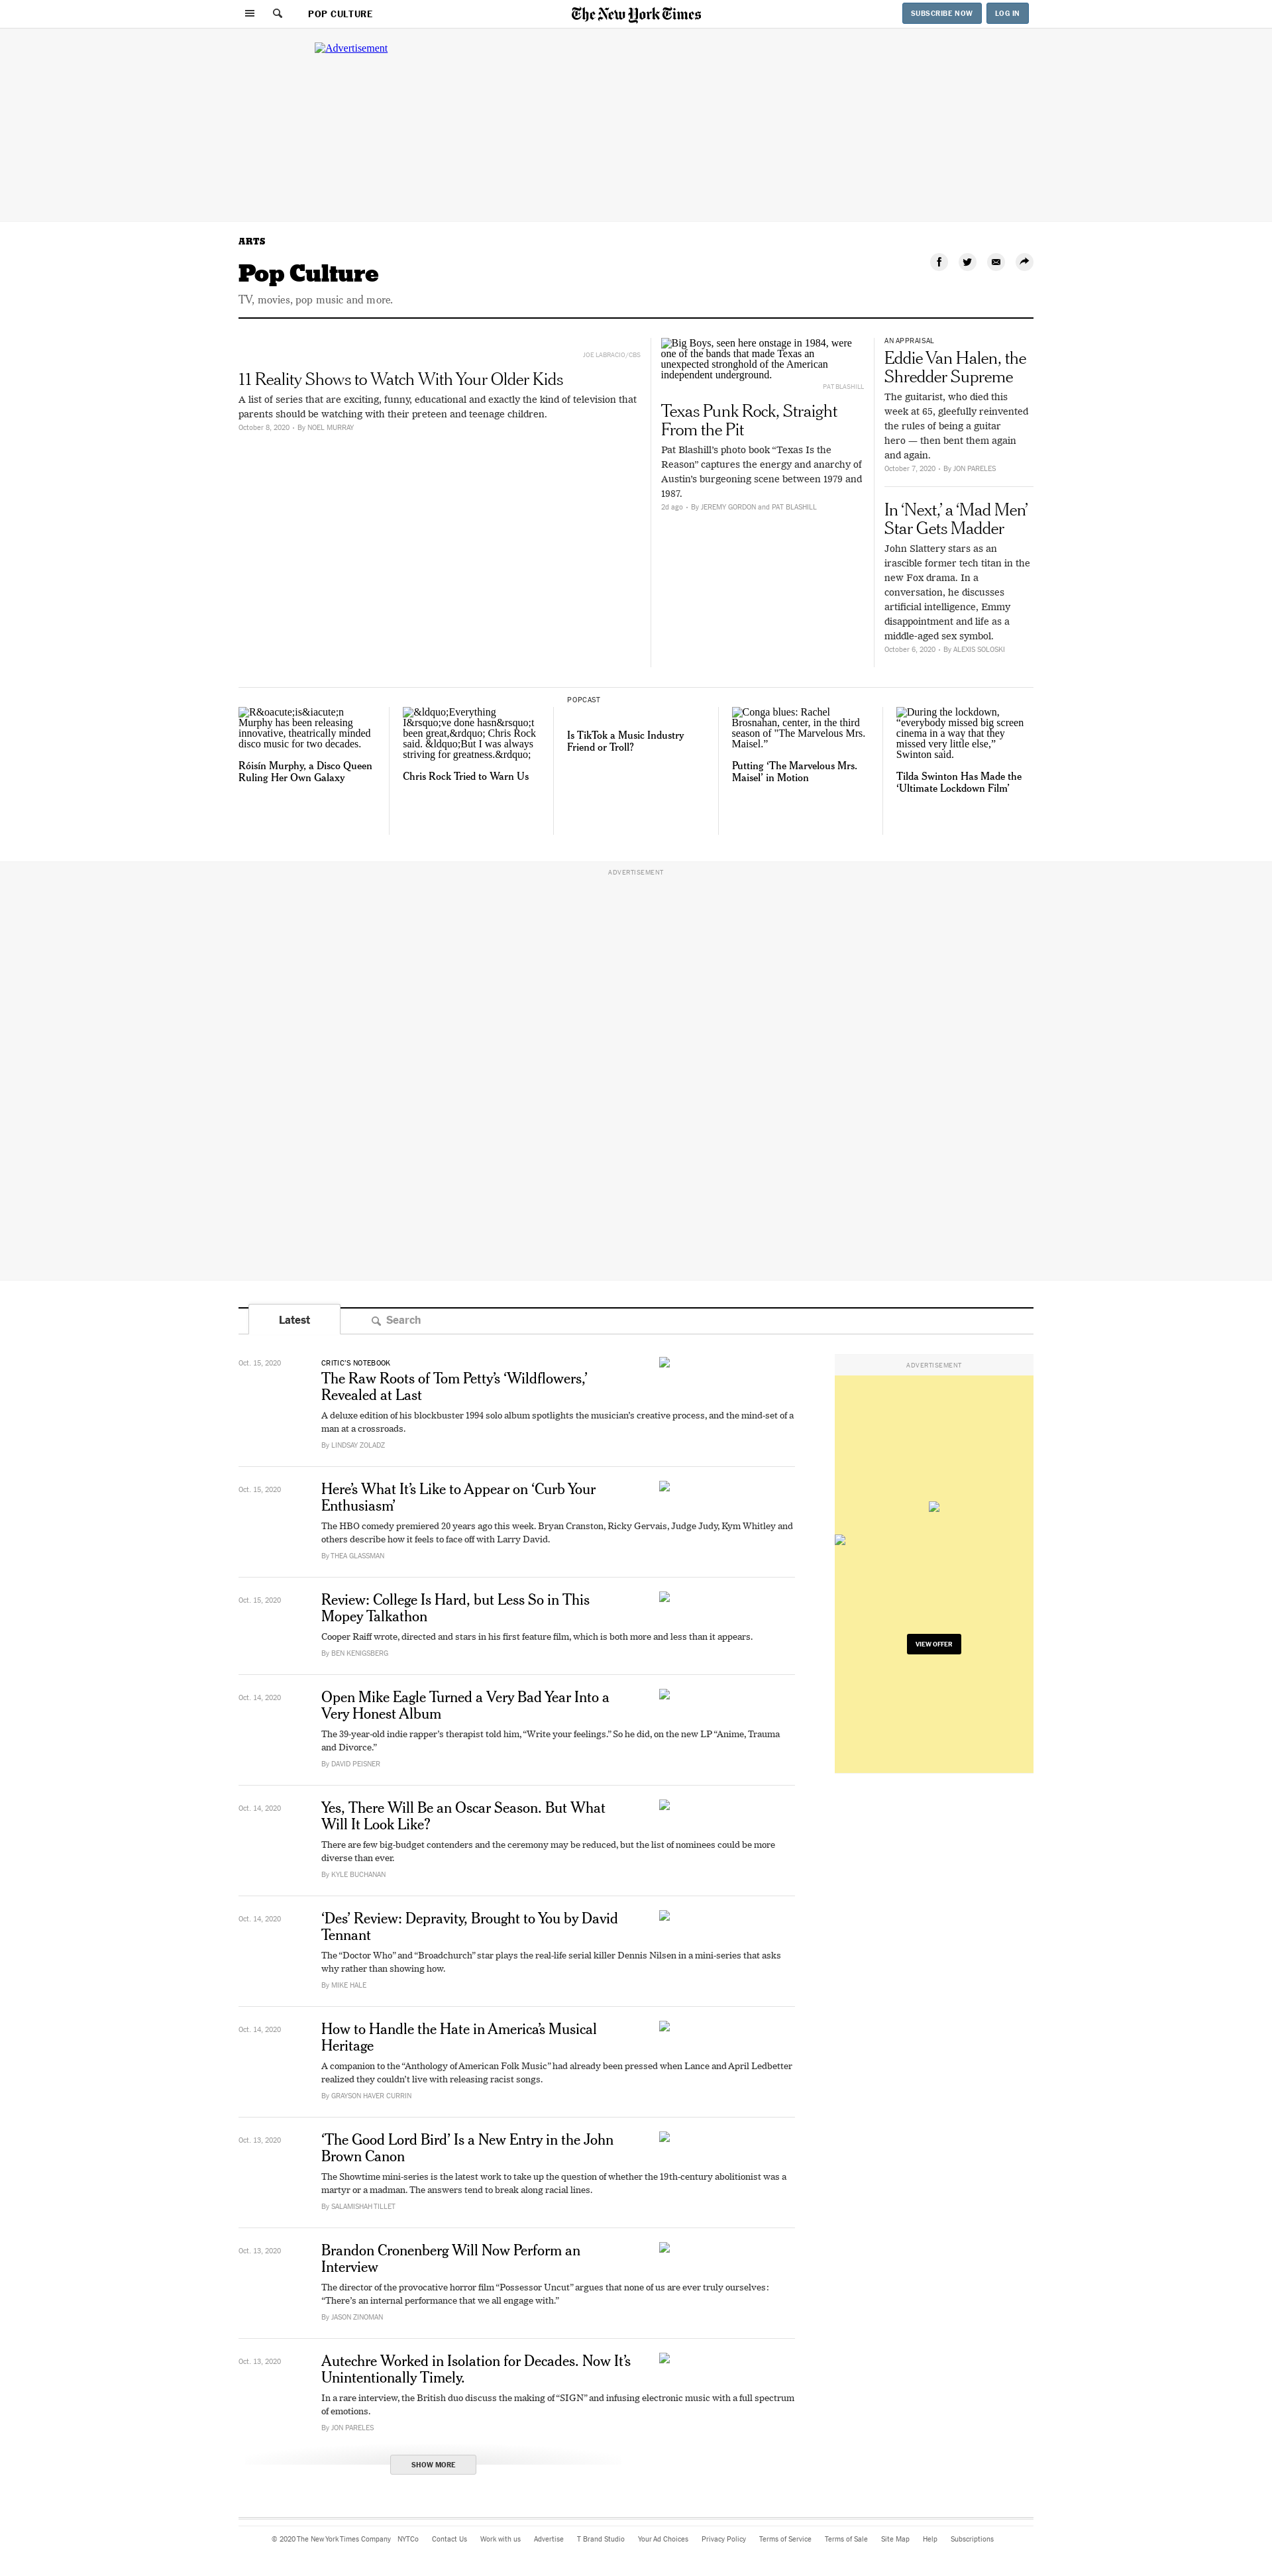 POP CULTURE
The New York Times
SUBSCRIBE NOW
LOG IN
Advertisement
ARTS
Pop Culture
TV, movies, pop music and more.
JOE LABRACIO/CBS
11 Reality Shows to Watch With Your Older Kids
A list of series that are exciting, funny, educational and exactly the kind of television that
parents should be watching with their preteen and teenage children.
October 8, 2020 • By NOEL MURRAY
Big Boys, seen here onstage in 1984, were
one of the bands that made Texas an
unexpected stronghold of the American
independent underground.
PAT BLASHILL
Texas Punk Rock, Straight
From the Pit
Pat Blashill’s photo book “Texas Is the
Reason” captures the energy and anarchy of
Austin’s burgeoning scene between 1979 and
1987.
2d ago • By JEREMY GORDON and PAT BLASHILL
AN APPRAISAL
Eddie Van Halen, the
Shredder Supreme
The guitarist, who died this
week at 65, gleefully reinvented
the rules of being a guitar
hero — then bent them again
and again.
October 7, 2020 • By JON PARELES
In ‘Next,’ a ‘Mad Men’
Star Gets Madder
John Slattery stars as an
irascible former tech titan in the
new Fox drama. In a
conversation, he discusses
artificial intelligence, Emmy
disappointment and life as a
middle-aged sex symbol.
October 6, 2020 • By ALEXIS SOLOSKI
R&oacute;is&iacute;n
Murphy has been releasing
innovative, theatrically minded
disco music for two decades.
Róisín Murphy, a Disco Queen
Ruling Her Own Galaxy
&ldquo;Everything
I&rsquo;ve done hasn&rsquo;t
been great,&rdquo; Chris Rock
said. &ldquo;But I was always
striving for greatness.&rdquo;
Chris Rock Tried to Warn Us
POPCAST
Is TikTok a Music Industry
Friend or Troll?
Conga blues: Rachel
Brosnahan, center, in the third
season of "The Marvelous Mrs.
Maisel.”
Putting ‘The Marvelous Mrs.
Maisel’ in Motion
During the lockdown,
“everybody missed big screen
cinema in a way that they
missed very little else,”
Swinton said.
Tilda Swinton Has Made the
‘Ultimate Lockdown Film’
ADVERTISEMENT
Latest
Search
Oct. 15, 2020
CRITIC’S NOTEBOOK
The Raw Roots of Tom Petty’s ‘Wildflowers,’
Revealed at Last
A deluxe edition of his blockbuster 1994 solo album spotlights the musician’s creative process, and the mind-set of a
man at a crossroads.
By LINDSAY ZOLADZ
ADVERTISEMENT
VIEW OFFER
Oct. 15, 2020
Here’s What It’s Like to Appear on ‘Curb Your
Enthusiasm’
The HBO comedy premiered 20 years ago this week. Bryan Cranston, Ricky Gervais, Judge Judy, Kym Whitley and
others describe how it feels to face off with Larry David.
By THEA GLASSMAN
Oct. 15, 2020
Review: College Is Hard, but Less So in This
Mopey Talkathon
Cooper Raiff wrote, directed and stars in his first feature film, which is both more and less than it appears.
By BEN KENIGSBERG
Oct. 14, 2020
Open Mike Eagle Turned a Very Bad Year Into a
Very Honest Album
The 39-year-old indie rapper’s therapist told him, “Write your feelings.” So he did, on the new LP “Anime, Trauma
and Divorce.”
By DAVID PEISNER
Oct. 14, 2020
Yes, There Will Be an Oscar Season. But What
Will It Look Like?
There are few big-budget contenders and the ceremony may be reduced, but the list of nominees could be more
diverse than ever.
By KYLE BUCHANAN
Oct. 14, 2020
‘Des’ Review: Depravity, Brought to You by David
Tennant
The “Doctor Who” and “Broadchurch” star plays the real-life serial killer Dennis Nilsen in a mini-series that asks
why rather than showing how.
By MIKE HALE
Oct. 14, 2020
How to Handle the Hate in America’s Musical
Heritage
A companion to the “Anthology of American Folk Music” had already been pressed when Lance and April Ledbetter
realized they couldn’t live with releasing racist songs.
By GRAYSON HAVER CURRIN
Oct. 13, 2020
‘The Good Lord Bird’ Is a New Entry in the John
Brown Canon
The Showtime mini-series is the latest work to take up the question of whether the 19th-century abolitionist was a
martyr or a madman. The answers tend to break along racial lines.
By SALAMISHAH TILLET
Oct. 13, 2020
Brandon Cronenberg Will Now Perform an
Interview
The director of the provocative horror film “Possessor Uncut” argues that none of us are ever truly ourselves:
“There’s an internal performance that we all engage with.”
By JASON ZINOMAN
Oct. 13, 2020
Autechre Worked in Isolation for Decades. Now It’s
Unintentionally Timely.
In a rare interview, the British duo discuss the making of “SIGN” and infusing electronic music with a full spectrum
of emotions.
By JON PARELES
SHOW MORE
© 2020 The New York Times Company NYTCo Contact Us Work with us Advertise T Brand Studio Your Ad Choices Privacy Policy Terms of Service Terms of Sale Site Map Help Subscriptions